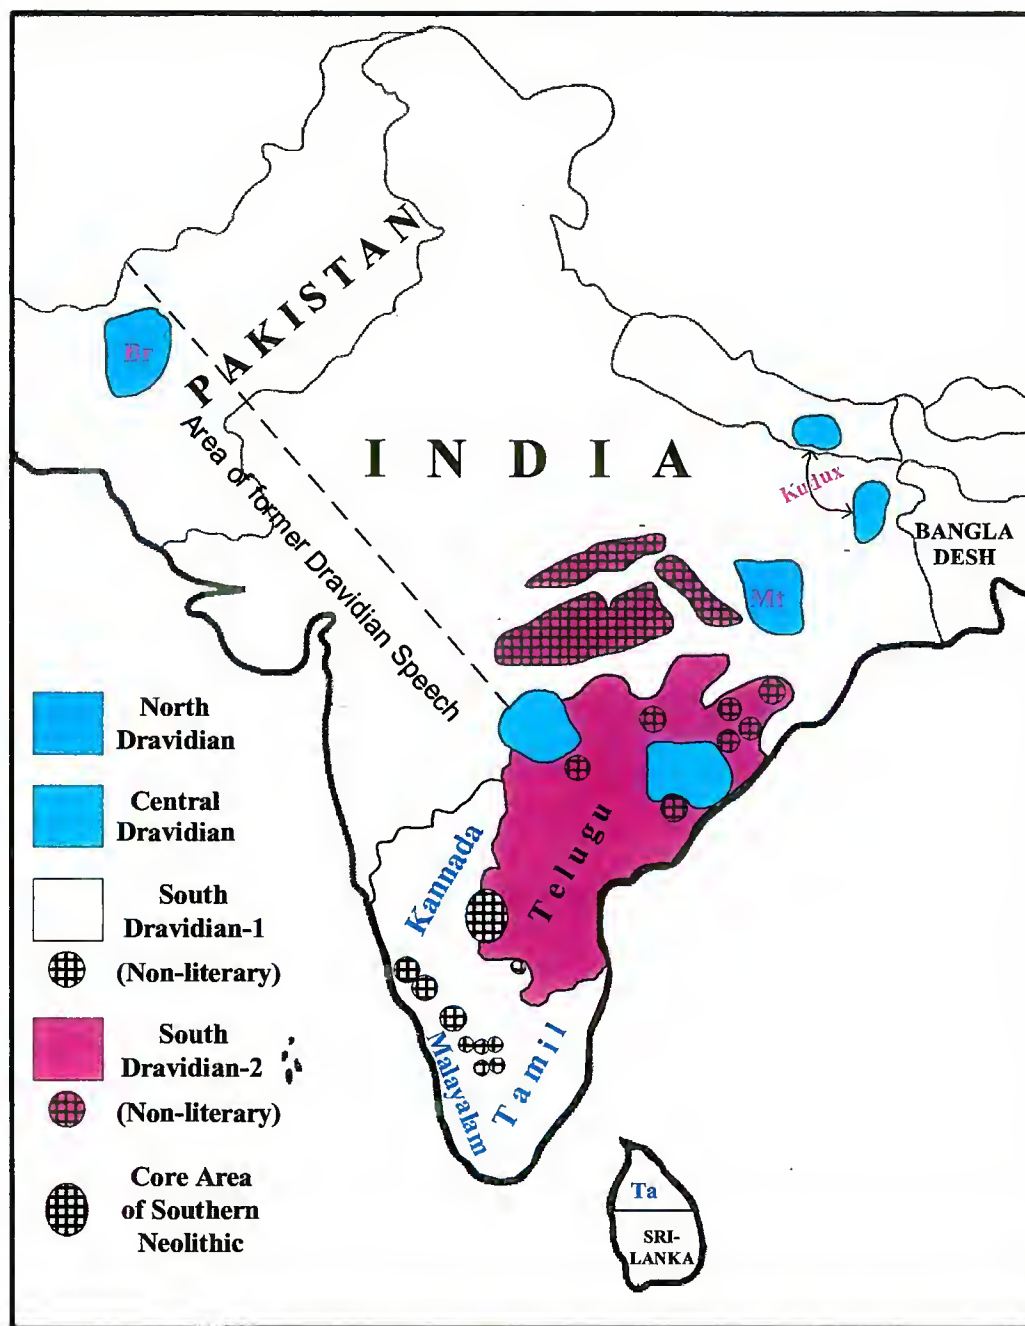 PAKISTAN
Br
Area of former Dravidian Speech
INDIA
Kuṛux
BANGLA
DESH
Mt
North
Dravidian
Central
Dravidian
South
Dravidian-1
(Non-literary)
South
Dravidian-2
(Non-literary)
Core Area
of Southern
Neolithic
Kannada
Telugu
Malayalam
Tamil
Ta
SRI-
LANKA